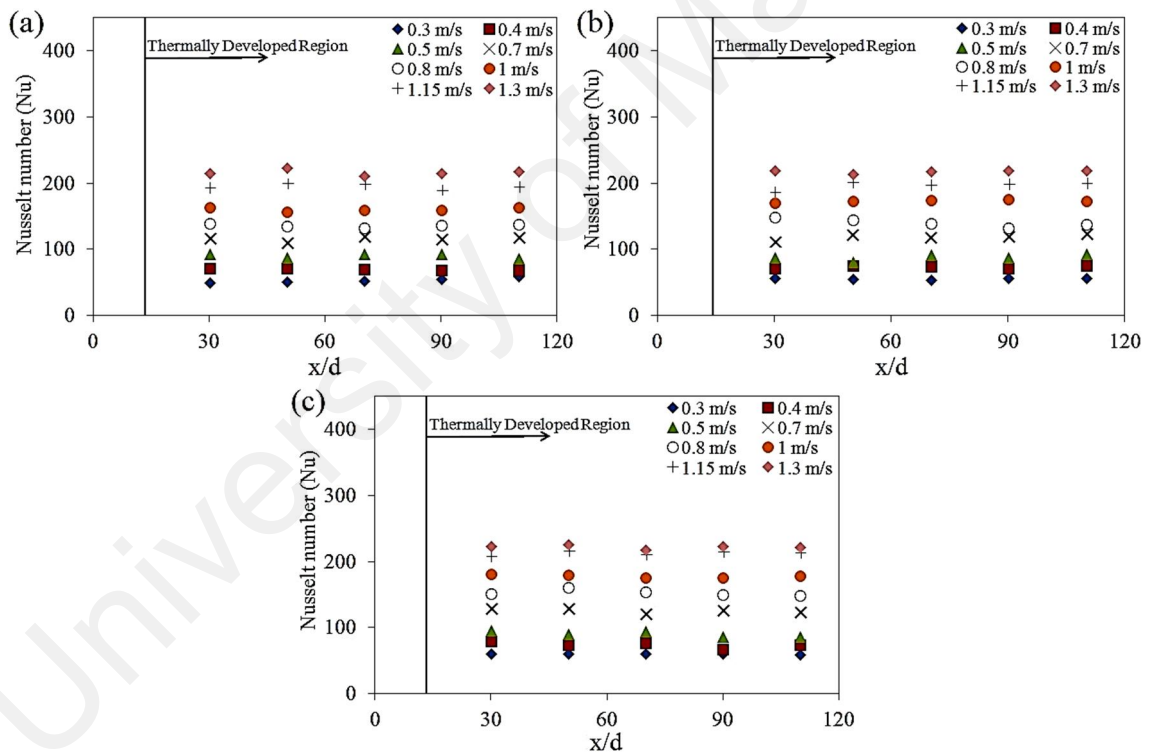 (a)
Nusselt number (Nu)
400
300
200
100
0
0 30 60 90 120
x/d
Thermally Developed Region
0.3 m/s 0.4 m/s
0.5 m/s 0.7 m/s
0.8 m/s 1 m/s
1.15 m/s 1.3 m/s
(b)
Nusselt number (Nu)
400
300
200
100
0
0 30 60 90 120
x/d
Thermally Developed Region
0.3 m/s 0.4 m/s
0.5 m/s 0.7 m/s
0.8 m/s 1 m/s
1.15 m/s 1.3 m/s
(c)
Nusselt number (Nu)
400
300
200
100
0
0 30 60 90 120
x/d
Thermally Developed Region
0.3 m/s 0.4 m/s
0.5 m/s 0.7 m/s
0.8 m/s 1 m/s
1.15 m/s 1.3 m/s
University of Ma